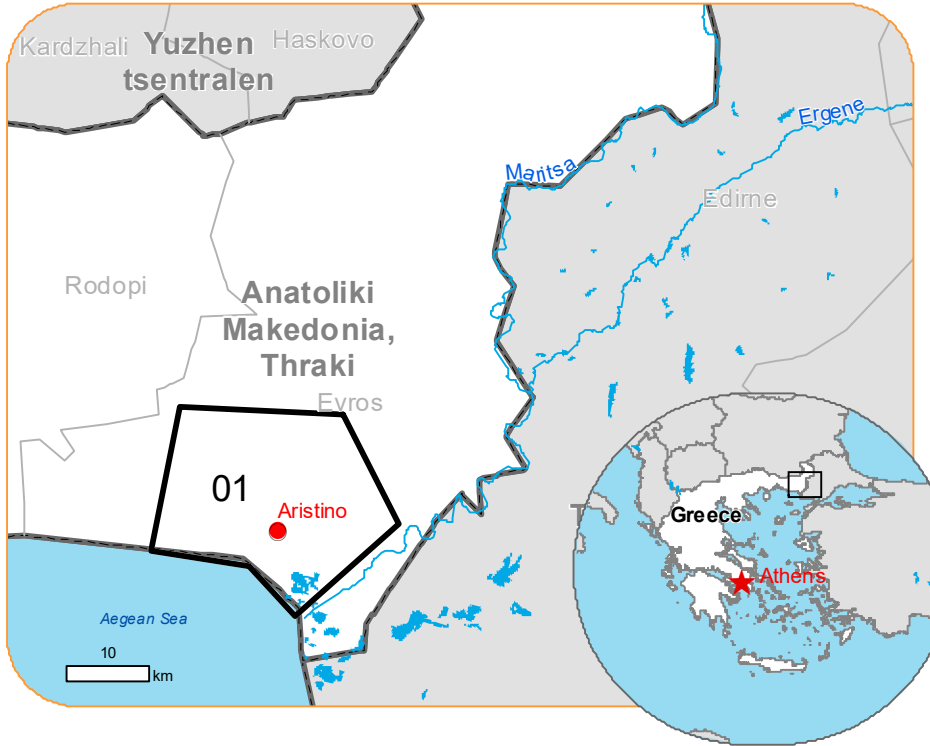 Kardzhali
Yuzhen
tsentralen
Haskovo
Ergene
Maritsa
Edirne
Rodopi
Anatoliki
Makedonia,
Thraki
Evros
01
Aristino
Greece
Athens
Aegean Sea
10
km